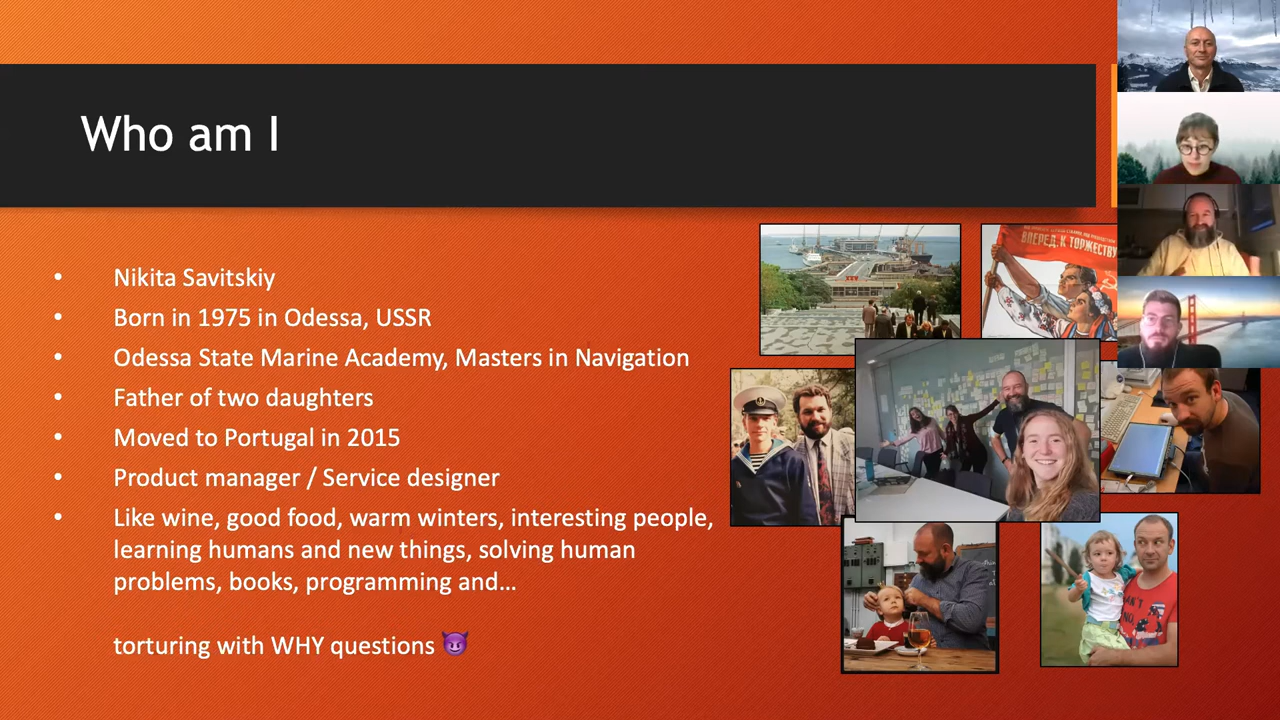 Who am I
• Nikita Savitskiy
• Born in 1975 in Odessa, USSR
• Odessa State Marine Academy, Masters in Navigation
• Father of two daughters
• Moved to Portugal in 2015
• Product manager / Service designer
• Like wine, good food, warm winters, interesting people,
learning humans and new things, solving human
problems, books, programming and...
torturing with WHY questions 😈
ВПЕРЕД, К ТОРЖЕСТВУ